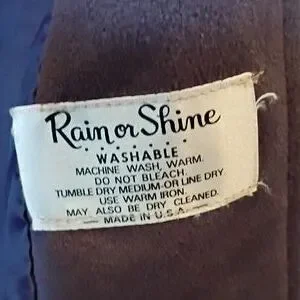 Rain or Shine
WASHABLE
MACHINE WASH, WARM.
DO NOT BLEACH.
TUMBLE DRY MEDIUM-OR LINE DRY
USE WARM IRON.
MAY ALSO BE DRY CLEANED.
— MADE IN U.S.A. —